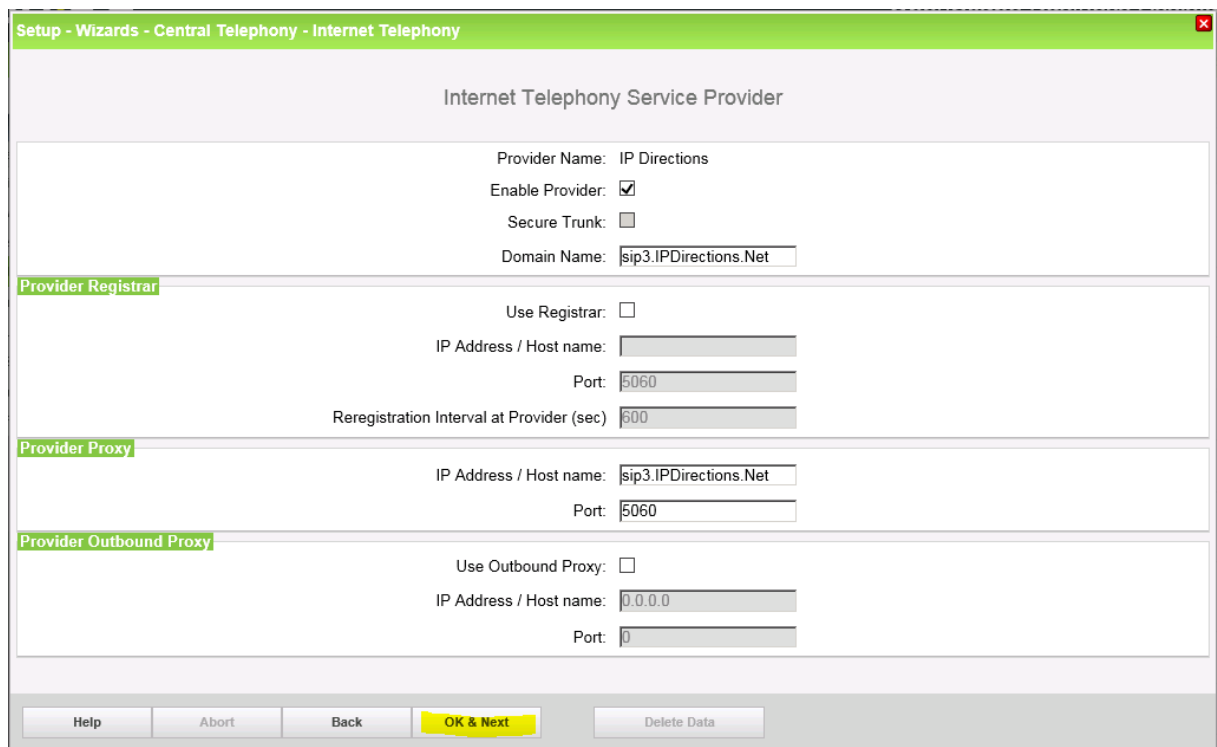 Setup - Wizards - Central Telephony - Internet Telephony
Internet Telephony Service Provider
Provider Name: IP Directions
Enable Provider:
Secure Trunk:
Domain Name: sip3.IPDirections.Net
Provider Registrar
Use Registrar:
IP Address / Host name:
Port: 5060
Reregistration Interval at Provider (sec) 600
Provider Proxy
IP Address / Host name: sip3.IPDirections.Net
Port: 5060
Provider Outbound Proxy
Use Outbound Proxy:
IP Address / Host name: 0.0.0.0
Port: 0
Help Abort Back OK & Next Delete Data